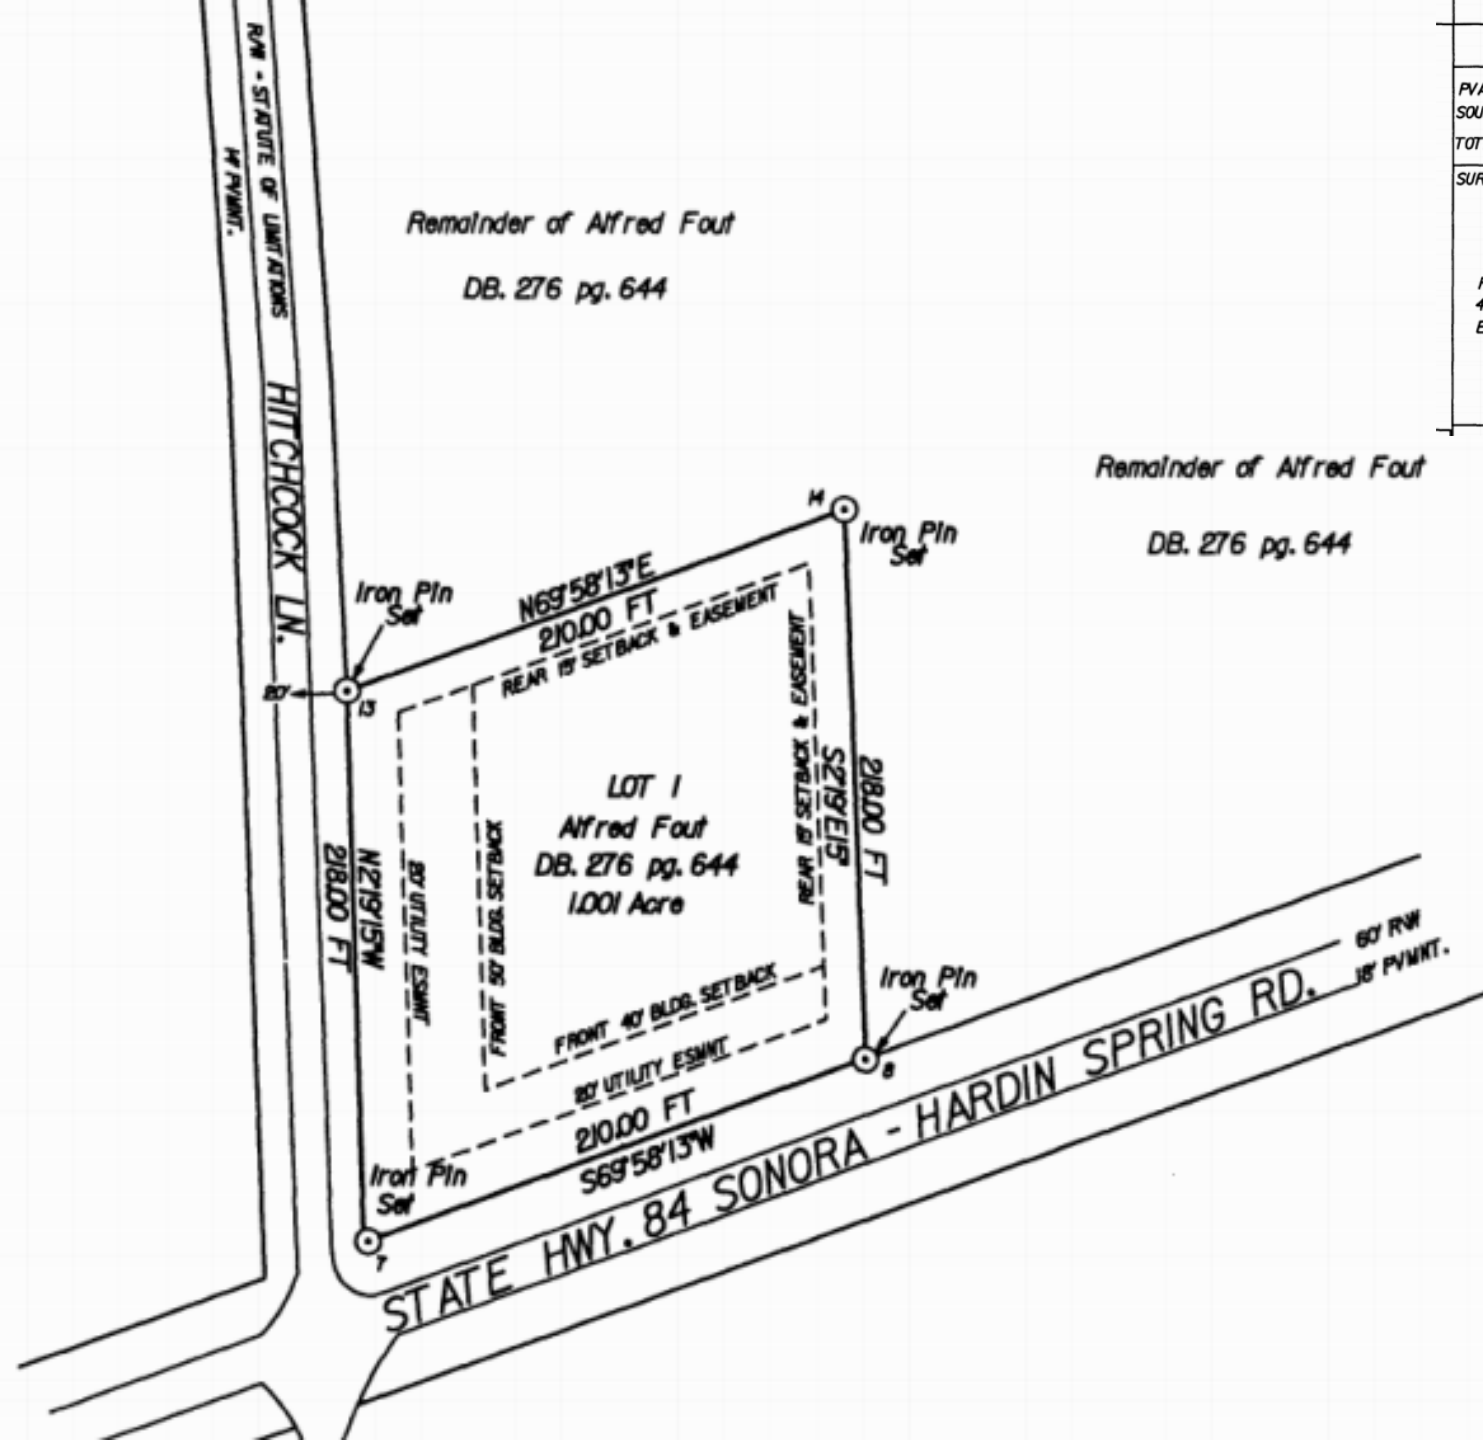 R/W - STATUTE OF LIMITATIONS
14' PVMNT.
HITCHCOCK LN.
Remainder of Alfred Fout
DB. 276 pg. 644
PVA
SOU
TOT
SUR
Remainder of Alfred Fout
DB. 276 pg. 644
14
Iron Pin
Set
Iron Pin
Set
N69°58'13"E
210.00 FT
REAR 15' SETBACK & EASEMENT
20'
13
REAR 15' SETBACK & EASEMENT
S2°19'E15"
218.00 FT
LOT 1
Alfred Fout
DB. 276 pg. 644
1.001 Acre
218.00 FT
N2°19'15"W
20' UTILITY ESMNT
FRONT 50' BLDG. SETBACK
FRONT 40' BLDG. SETBACK
20' UTILITY ESMNT
210.00 FT
S69°58'13"W
Iron Pin
Set
8
Iron Pin
Set
7
60' R/W
18' PVMNT.
STATE HWY. 84 SONORA - HARDIN SPRING RD.